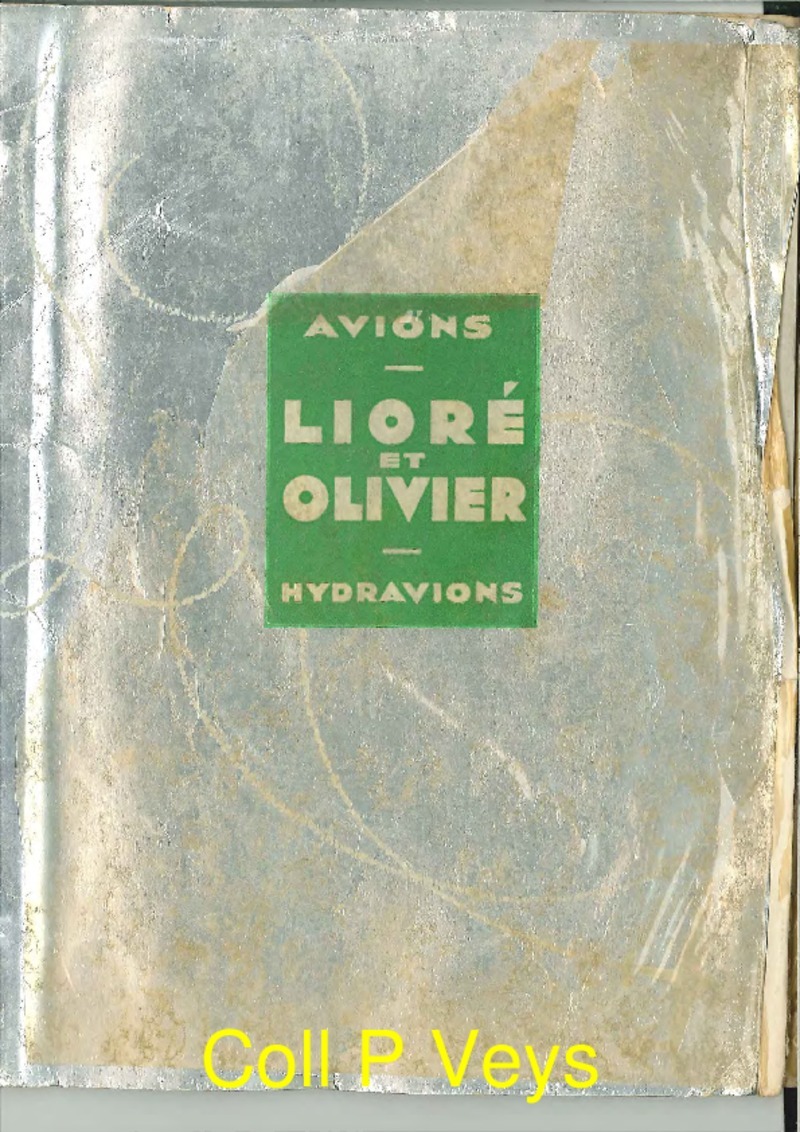 AVIONS
LIORÉ
ET
OLIVIER
HYDRAVIONS
Coll P Veys